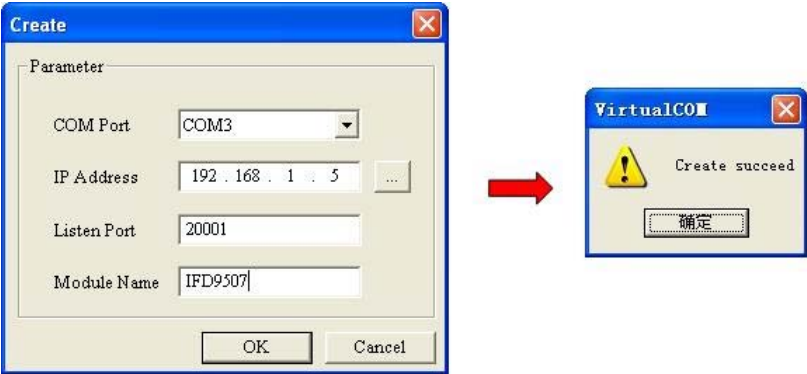 Create
Parameter
COM Port
COM3
IP Address
192 . 168 . 1 . 5
...
Listen Port
20001
Module Name
IFD9507
OK
Cancel
VirtualCOM
Create succeed
确定